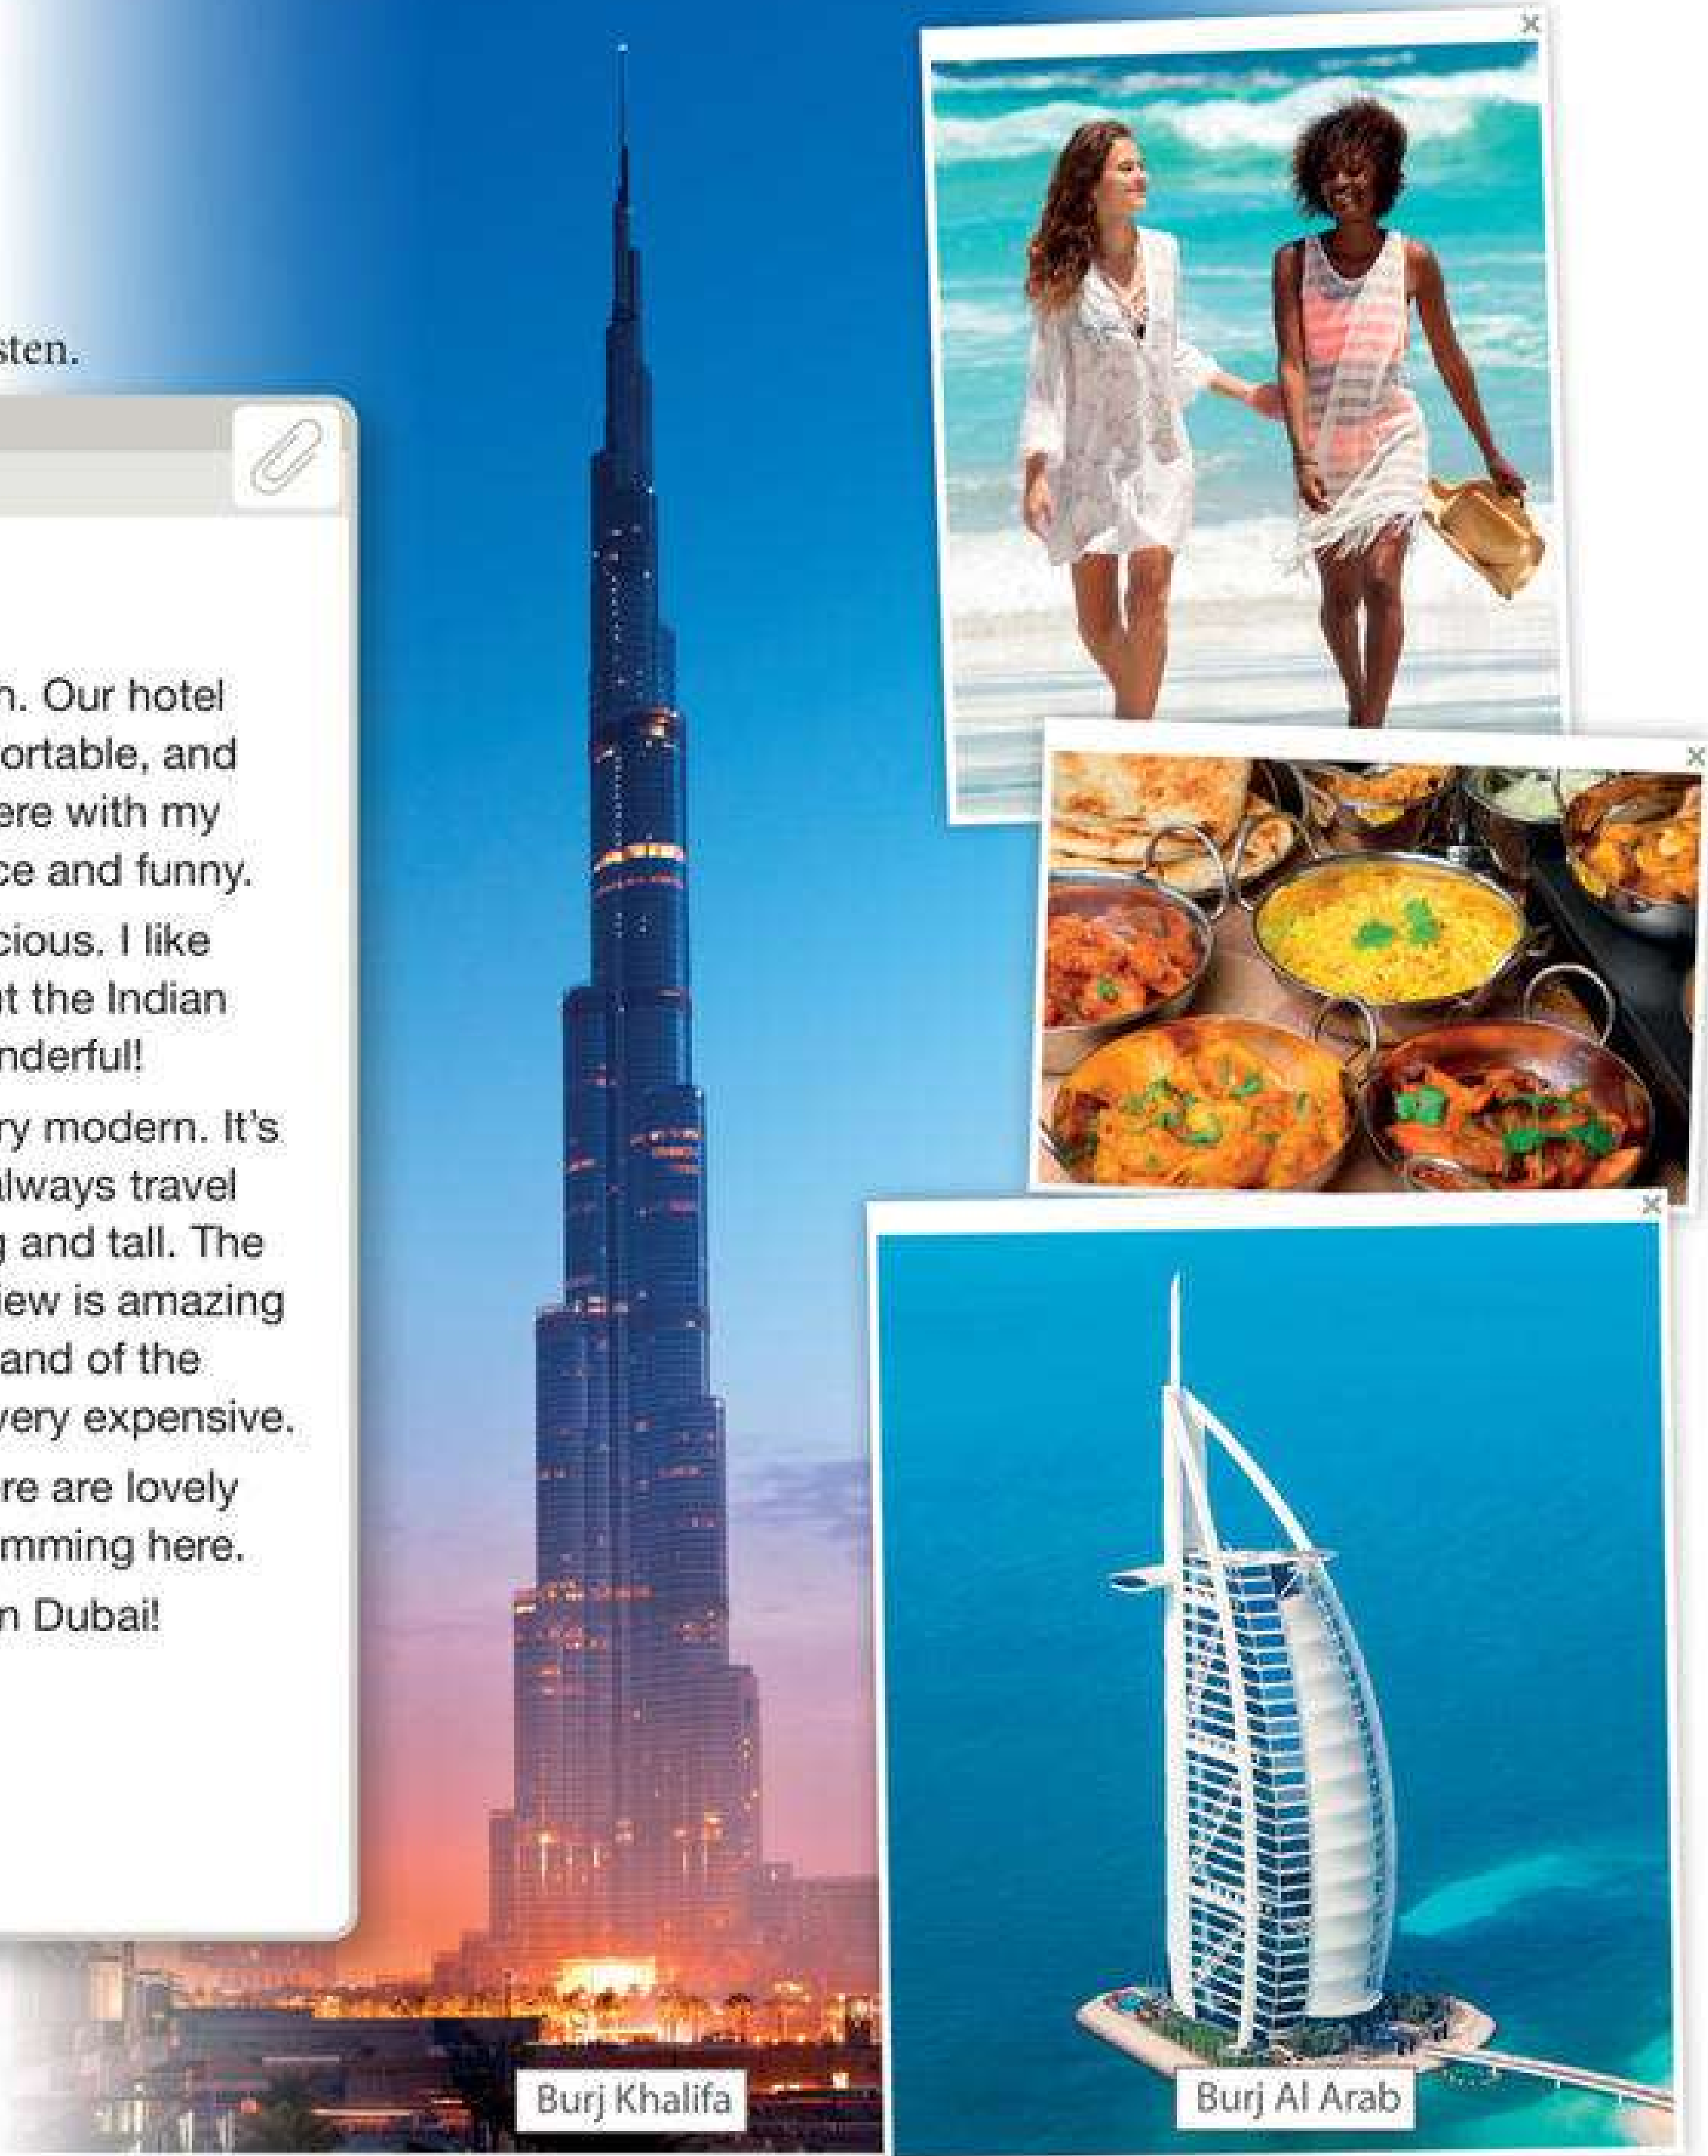 sten.
n. Our hotel
ortable, and
ere with my
ce and funny.
cious. I like
ut the Indian
nderful!
ry modern. It's
always travel
g and tall. The
iew is amazing
and of the
very expensive.
re are lovely
mming here.
n Dubai!
Burj Khalifa
Burj Al Arab